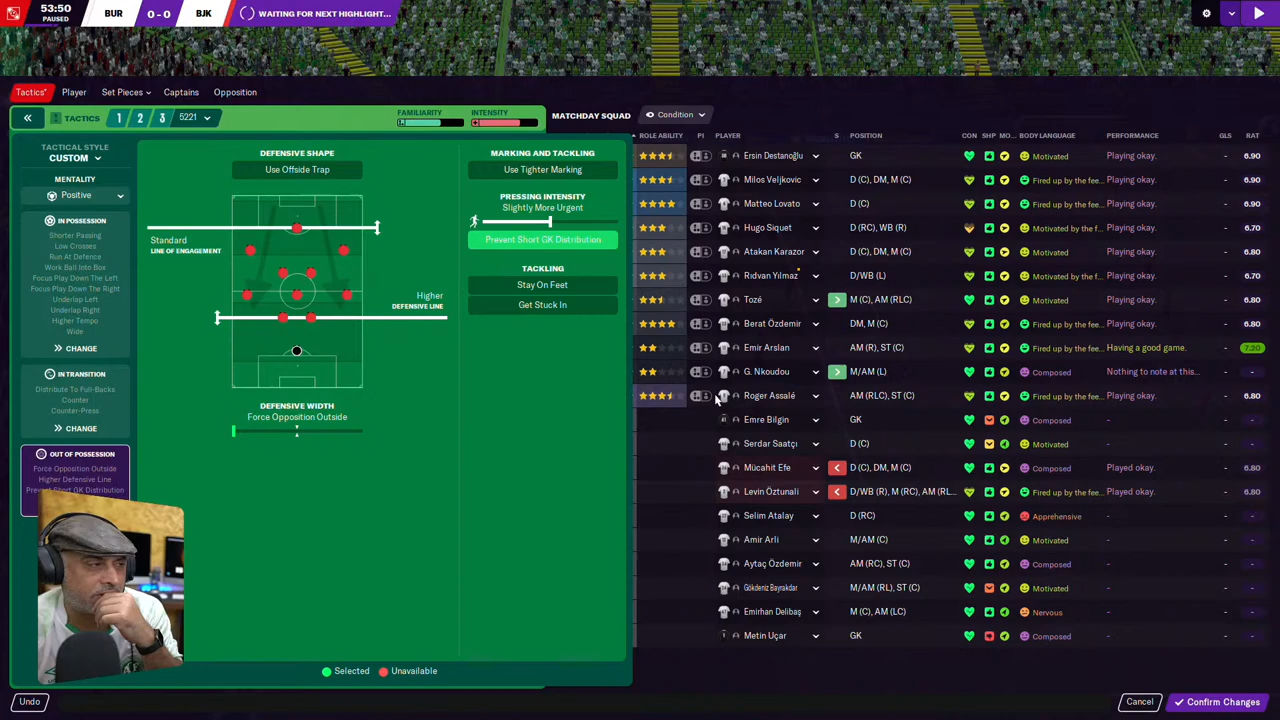 53:50
PAUSED
BUR 0 - 0 BJK
WAITING FOR NEXT HIGHLIGHT...
Tactics* Player Set Pieces Captains Opposition
TACTICS 1 2 3 5221
FAMILIARITY
INTENSITY
MATCHDAY SQUAD Condition
TACTICAL STYLE
CUSTOM
MENTALITY
Positive
IN POSSESSION
Shorter Passing
Low Crosses
Run At Defence
Work Ball Into Box
Focus Play Down The Left
Focus Play Down The Right
Underlap Left
Underlap Right
Higher Tempo
Wide
CHANGE
IN TRANSITION
Distribute To Full-Backs
Counter
Counter-Press
CHANGE
OUT OF POSSESSION
Force Opposition Outside
Higher Defensive Line
Prevent Short GK Distribution
DEFENSIVE SHAPE
Use Offside Trap
Standard
LINE OF ENGAGEMENT
Higher
DEFENSIVE LINE
DEFENSIVE WIDTH
Force Opposition Outside
MARKING AND TACKLING
Use Tighter Marking
PRESSING INTENSITY
Slightly More Urgent
Prevent Short GK Distribution
TACKLING
Stay On Feet
Get Stuck In
Selected Unavailable
ROLE ABILITY PI PLAYER S POSITION CON SHP MO... BODY LANGUAGE PERFORMANCE GLS RAT
Ersin Destanoğlu GK Motivated Playing okay. - 6.90
Milos Veljkovic D (C), DM, M (C) Fired up by the fee... Playing okay. - 6.90
Matteo Lovato D (C) Fired up by the fee... Playing okay. - 6.90
Hugo Siquet D (RC), WB (R) Motivated by the fe... Playing okay. - 6.80
Atakan Karazor D (C), DM, M (C) Motivated Playing okay. - 6.80
Rıdvan Yılmaz D/WB (L) Motivated by the fe... Playing okay. - 6.70
Tozé M (C), AM (RLC) Motivated Playing okay. - 6.80
Berat Özdemir DM, M (C) Fired up by the fee... Playing okay. - 6.80
Emir Arslan AM (R), ST (C) Fired up by the fee... Having a good game. - 7.20
G. Nkoudou M/AM (L) Composed Nothing to note at this... - -
Roger Assalé AM (RLC), ST (C) Fired up by the fee... Playing okay. - 6.80
Emre Bilgin GK Composed - - -
Serdar Saatçı D (C) Motivated - - -
Mücahit Efe D (C), DM, M (C) Composed Played okay. - 6.80
Levin Öztunali D/WB (R), M (RC), AM (RL... Fired up by the fee... Played okay. - 6.80
Selim Atalay D (RC) Apprehensive - - -
Amir Arli M/AM (C) Motivated - - -
Aytaç Özdemir AM (RC), ST (C) Composed - - -
Gökdeniz Bayrakdar M/AM (RL), ST (C) Motivated - - -
Emirhan Delibaş M (C), AM (LC) Nervous - - -
Metin Uçar GK Composed - - -
Undo
Cancel
Confirm Changes